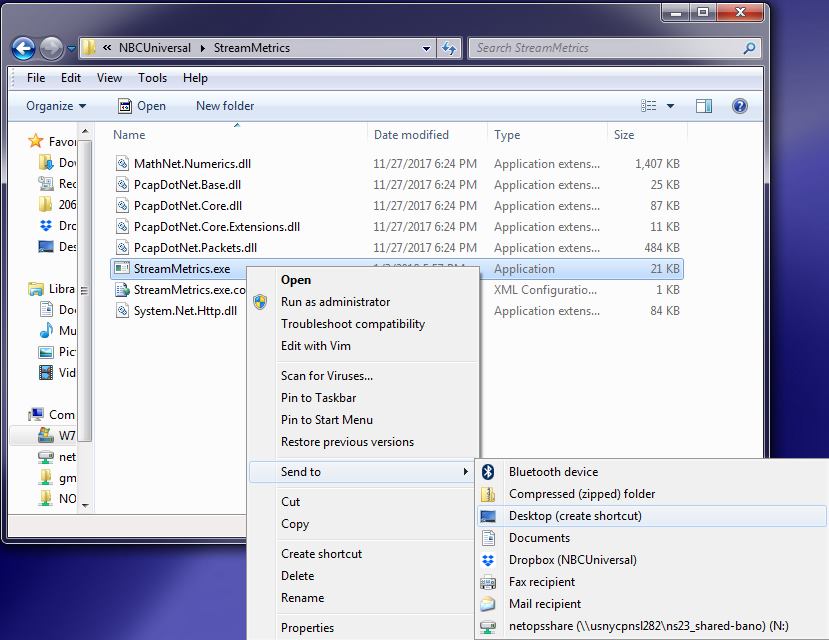 « NBCUniversal ▸ StreamMetrics
Search StreamMetrics
File Edit View Tools Help
Organize Open New folder
Name Date modified Type Size
Favor
Dov
Rec
206
Dro
Des
Libra
Doc
Mu
Pict
Vid
Com
W7
net
gm
NO
MathNet.Numerics.dll 11/27/2017 6:24 PM Application extens... 1,407 KB
PcapDotNet.Base.dll 11/27/2017 6:24 PM Application extens... 25 KB
PcapDotNet.Core.dll 11/27/2017 6:24 PM Application extens... 87 KB
PcapDotNet.Core.Extensions.dll 11/27/2017 6:24 PM Application extens... 11 KB
PcapDotNet.Packets.dll 11/27/2017 6:24 PM Application extens... 484 KB
StreamMetrics.exe Application 21 KB
StreamMetrics.exe.co XML Configuratio... 1 KB
System.Net.Http.dll Application extens... 84 KB
Open
Run as administrator
Troubleshoot compatibility
Edit with Vim
Scan for Viruses...
Pin to Taskbar
Pin to Start Menu
Restore previous versions
Send to
Cut
Copy
Create shortcut
Delete
Rename
Properties
Bluetooth device
Compressed (zipped) folder
Desktop (create shortcut)
Documents
Dropbox (NBCUniversal)
Fax recipient
Mail recipient
netopsshare (\\usnycpnsl282\ns23_shared-bano) (N:)